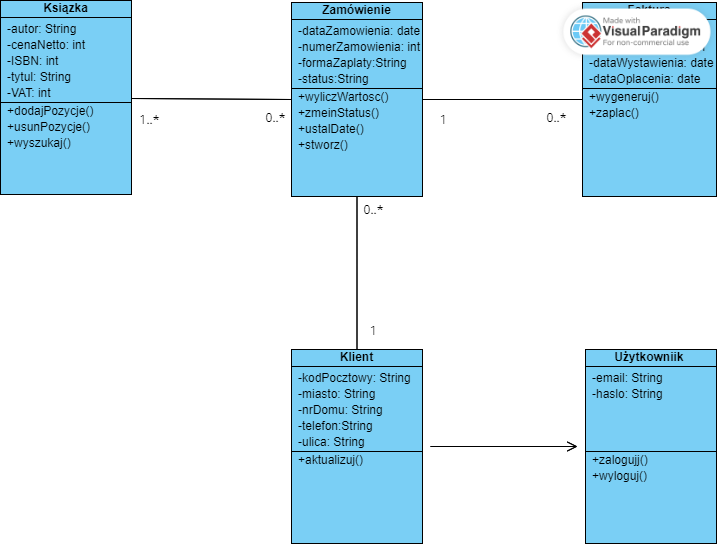 Książka
-autor: String
-cenaNetto: int
-ISBN: int
-tytul: String
-VAT: int
+dodajPozycje()
+usunPozycje()
+wyszukaj()
1..*
0..*
Zamówienie
-dataZamowienia: date
-numerZamowienia: int
-formaZaplaty:String
-status:String
+wyliczWartosc()
+zmeinStatus()
+ustalDate()
+stworz()
1
0..*
Faktura
Made with
VisualParadigm
For non-commercial use
-dataWystawienia: date
-dataOplacenia: date
+wygeneruj()
+zaplac()
0..*
1
Klient
-kodPocztowy: String
-miasto: String
-nrDomu: String
-telefon:String
-ulica: String
+aktualizuj()
Użytkowniik
-email: String
-haslo: String
+zalogujj()
+wyloguj()